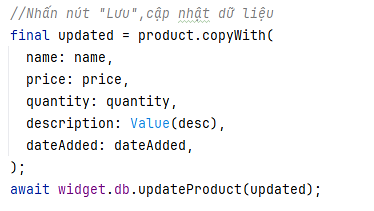 //Nhấn nút "Lưu",cập nhật dữ liệu
final updated = product.copyWith(
  name: name,
  price: price,
  quantity: quantity,
  description: Value(desc),
  dateAdded: dateAdded,
);
await widget.db.updateProduct(updated);